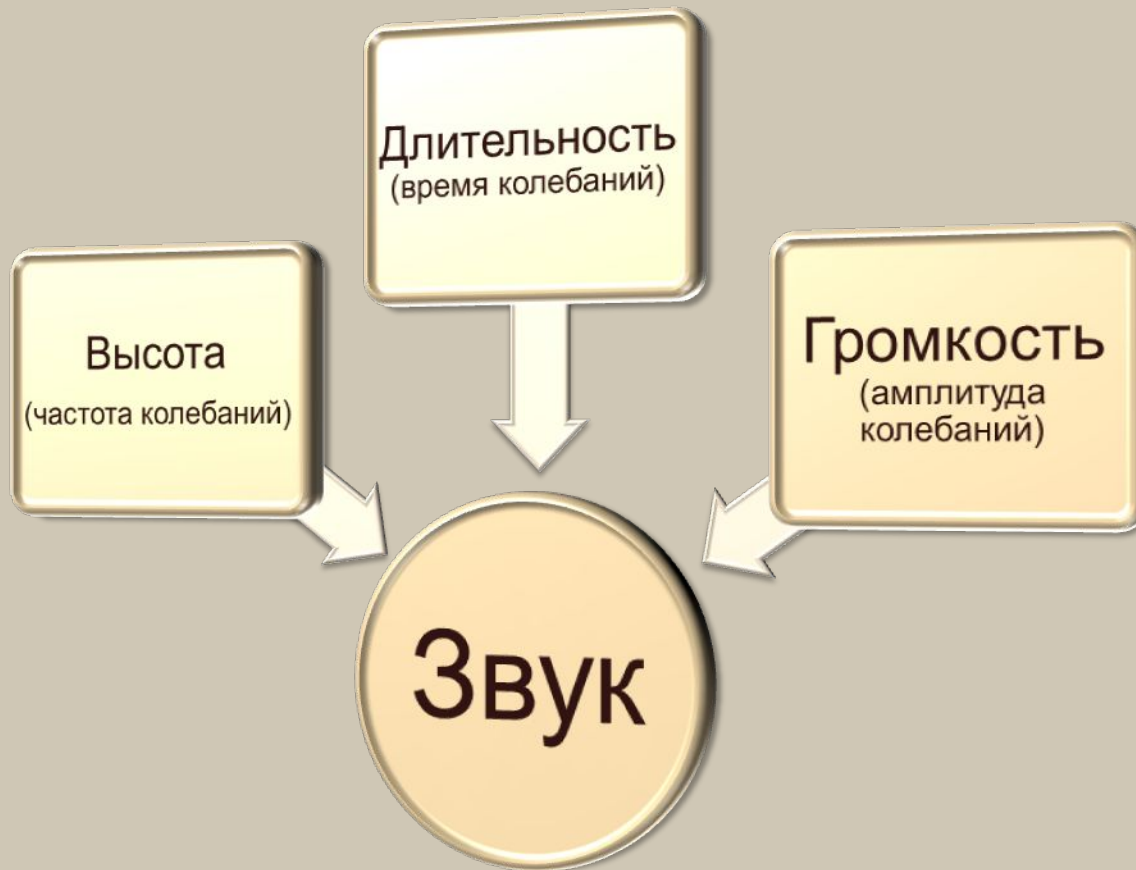 Длительность
(время колебаний)
Высота
(частота колебаний)
Громкость
(амплитуда
колебаний)
Звук